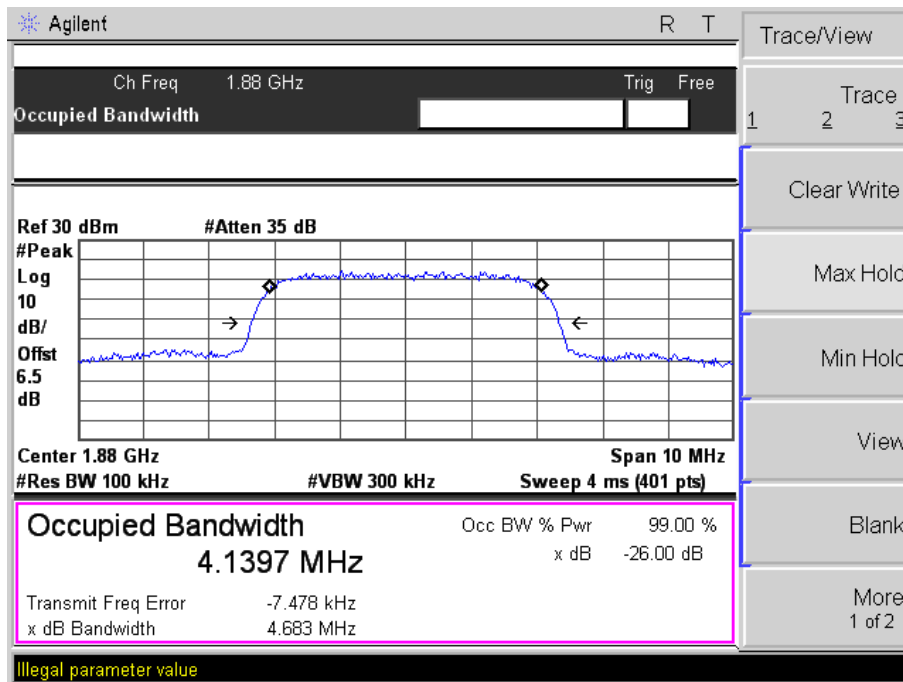 Agilent R T
Ch Freq 1.88 GHz Trig Free
Occupied Bandwidth
Ref 30 dBm #Atten 35 dB
#Peak
Log
10
dB/
Offst
6.5
dB
Center 1.88 GHz Span 10 MHz
#Res BW 100 kHz #VBW 300 kHz Sweep 4 ms (401 pts)
Occupied Bandwidth Occ BW % Pwr 99.00 %
4.1397 MHz x dB -26.00 dB
Transmit Freq Error -7.478 kHz
x dB Bandwidth 4.683 MHz
Illegal parameter value
Trace/View
Trace
1 2 3
Clear Write
Max Hold
Min Hold
View
Blank
More
1 of 2